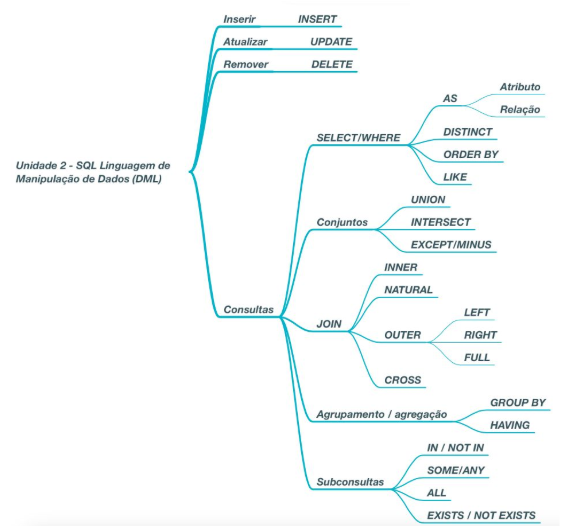 Inserir INSERT
Atualizar UPDATE
Remover DELETE
Unidade 2 - SQL Linguagem de
Manipulação de Dados (DML)
Consultas
SELECT/WHERE
AS
Atributo
Relação
DISTINCT
ORDER BY
LIKE
Conjuntos
UNION
INTERSECT
EXCEPT/MINUS
JOIN
INNER
NATURAL
OUTER
LEFT
RIGHT
FULL
CROSS
Agrupamento / agregação
GROUP BY
HAVING
Subconsultas
IN / NOT IN
SOME/ANY
ALL
EXISTS / NOT EXISTS